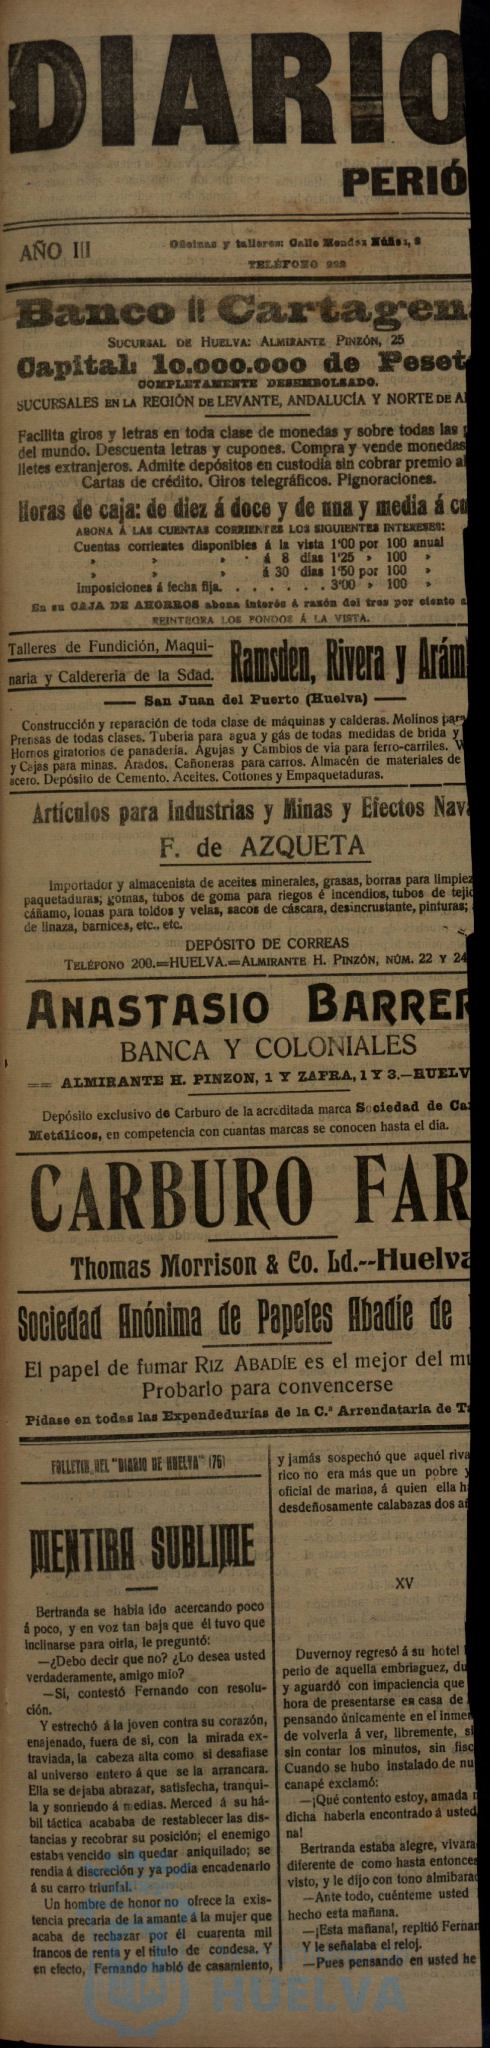 DIARIO
PERIÓ
AÑO III
Oficinas y talleres: Calle Mendez Núñez, 8
TELÉFONO 222
Banco Cartagen
SUCURSAL DE HUELVA: ALMIRANTE PINZÓN, 25
Capital: 10.000.000 de Peset
COMPLETAMENTE DESEMBOLSADO.
SUCURSALES EN LA REGIÓN DE LEVANTE, ANDALUCÍA Y NORTE DE A
Facilita giros y letras en toda clase de monedas y sobre todas las
del mundo. Descuenta letras y cupones. Compra y vende monedas
lletes extranjeros. Admite depósitos en custodia sin cobrar premio al
Cartas de crédito. Giros telegráficos. Pignoraciones.
Horas de caja: de diez á doce y de una y media á c
ABONA Á LAS CUENTAS CORRIENTES LOS SIGUIENTES INTERESES:
Cuentas corrientes disponibles á la vista 1'00 por 100 anual
» » » á 8 dias 1'25 » 100 »
» » » á 30 dias 1'50 por 100 »
Imposiciones á fecha fija. . . . . . . 3'00 » 100 »
En su CAJA DE AHORROS abona interés á razón del tres por ciento a
REINTEGRA LOS FONDOS Á LA VISTA.
Talleres de Fundición, Maqui-
naria y Caldereria de la Sdad.
Ramsden, Rivera y Arám
San Juan del Puerto (Huelva)
Construcción y reparación de toda clase de máquinas y calderas. Molinos para
Prensas de todas clases. Tuberia para agua y gás de todas medidas de brida y
Hornos giratorios de panadería. Agujas y Cambios de vía para ferro-carriles. V
y Cajas para minas. Arados. Cañoneras para carros. Almacén de materiales de
acero. Depósito de Cemento. Aceites. Cottones y Empaquetaduras.
Artículos para Industrias y Minas y Efectos Nav
F. de AZQUETA
Importador y almacenista de aceites minerales, grasas, borras para limpiez
paquetaduras; gomas, tubos de goma para riegos é incendios, tubos de teji
cáñamo, lonas para toldos y velas, sacos de cáscara, desincrustante, pinturas;
de linaza, barnices, etc., etc.
DEPÓSITO DE CORREAS
TELÉFONO 200.=HUELVA.=ALMIRANTE H. PINZÓN, NÚM. 22 Y 24
ANASTASIO BARRER
BANCA Y COLONIALES
== ALMIRANTE H. PINZON, 1 Y ZAFRA, 1 Y 3.—HUELV
Depósito exclusivo de Carburo de la acreditada marca Sociedad de Ca
Metálicos, en competencia con cuantas marcas se conocen hasta el dia.
CARBURO FAR
Thomas Morrison & Co. Ld.--Huelva
Sociedad Anónima de Papeles Abadíe de
El papel de fumar RIZ ABADÍE es el mejor del mu
Probarlo para convencerse
Pídase en todas las Expendedurías de la C.ª Arrendataria de T
FOLLETIN DEL "DIARIO DE HUELVA" (76)
MENTIRA SUBLIME
Bertranda se habia ido acercando poco
á poco, y en voz tan baja que él tuvo que
inclinarse para oirla, le preguntó:
—¿Debo decir que no? ¿Lo desea usted
verdaderamente, amigo mio?
—Si, contestó Fernando con resolu-
ción.
Y estrechó á la joven contra su corazón,
enajenado, fuera de si, con la mirada ex-
traviada, la cabeza alta como si desafiase
al universo entero á que se la arrancara.
Ella se dejaba abrazar, satisfecha, tranqui-
la y sonriendo á medias. Merced á su há-
bil táctica acababa de restablecer las dis-
tancias y recobrar su posición; el enemigo
estaba vencido sin quedar aniquilado; se
rendia á discreción y ya podia encadenarlo
á su carro triunfal.
Un hombre de honor no ofrece la exis-
tencia precaria de la amante á la mujer que
acaba de rechazar por él cuarenta mil
francos de renta y el titulo de condesa. Y
en efecto, Fernando habló de casamiento,
y jamás sospechó que aquel riva
rico no era más que un pobre y
oficial de marina, á quien ella h
desdeñosamente calabazas dos a
XV
Duvernoy regresó á su hotel
perio de aquella embriaguez, du
y aguardó con impaciencia que
hora de presentarse en casa de
pensando únicamente en el inme
de volverla á ver, libremente, si
sin contar los minutos, sin fisc
Cuando se hubo instalado de nu
canapé exclamó:
—¡Qué contento estoy, amada
dicha haberla encontrado á usted
na!
Bertranda estaba alegre, vivara
diferente de como hasta entonces
visto, y le dijo con tono almibara
—Ante todo, cuénteme usted
hecho esta mañana.
—¡Esta mañana!, repitió Fernan
Y le señalaba el reloj.
—Pues pensando en usted he
HUELVA